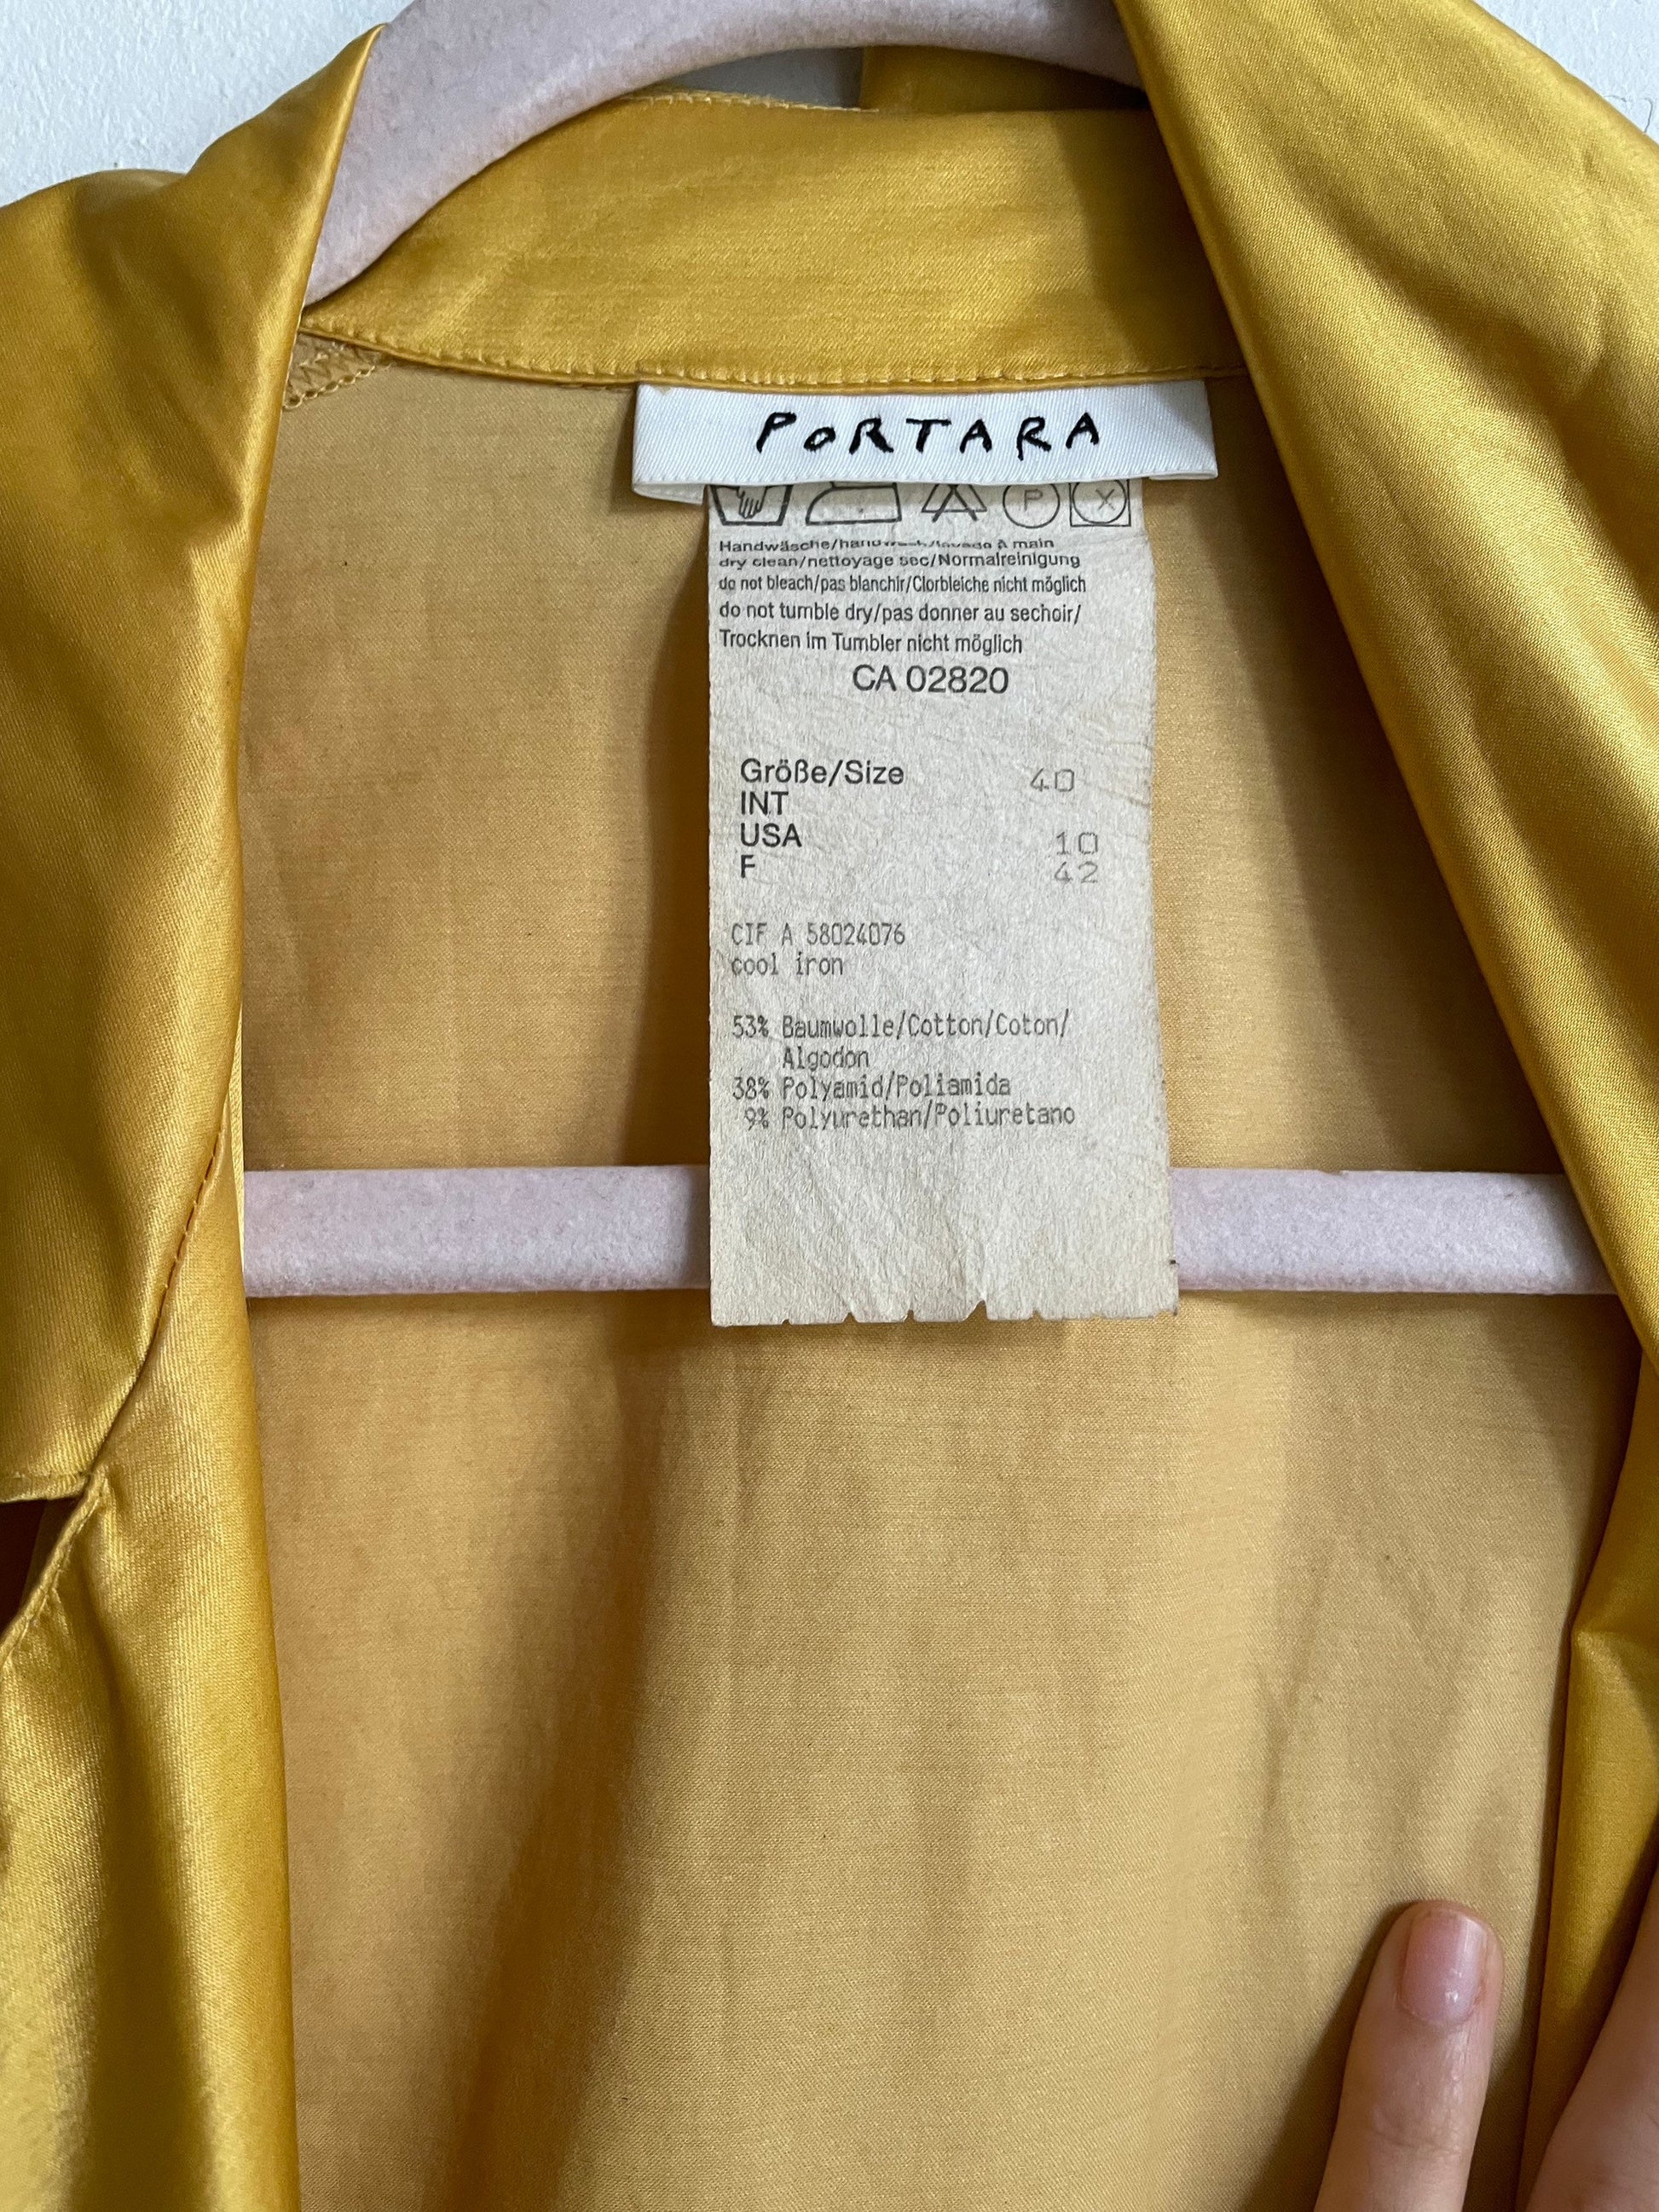 PORTARA
P X
Handwäsche/handwash/lavado à main
dry clean/nettoyage sec/Normalreinigung
do not bleach/pas blanchir/Clorbleiche nicht möglich
do not tumble dry/pas donner au sechoir/
Trocknen im Tumbler nicht möglich
CA 02820
Größe/Size 40
INT
USA 10
F 42
CIF A 58024076
cool iron
53% Baumwolle/Cotton/Coton/
Algodon
38% Polyamid/Poliamida
9% Polyurethan/Poliuretano